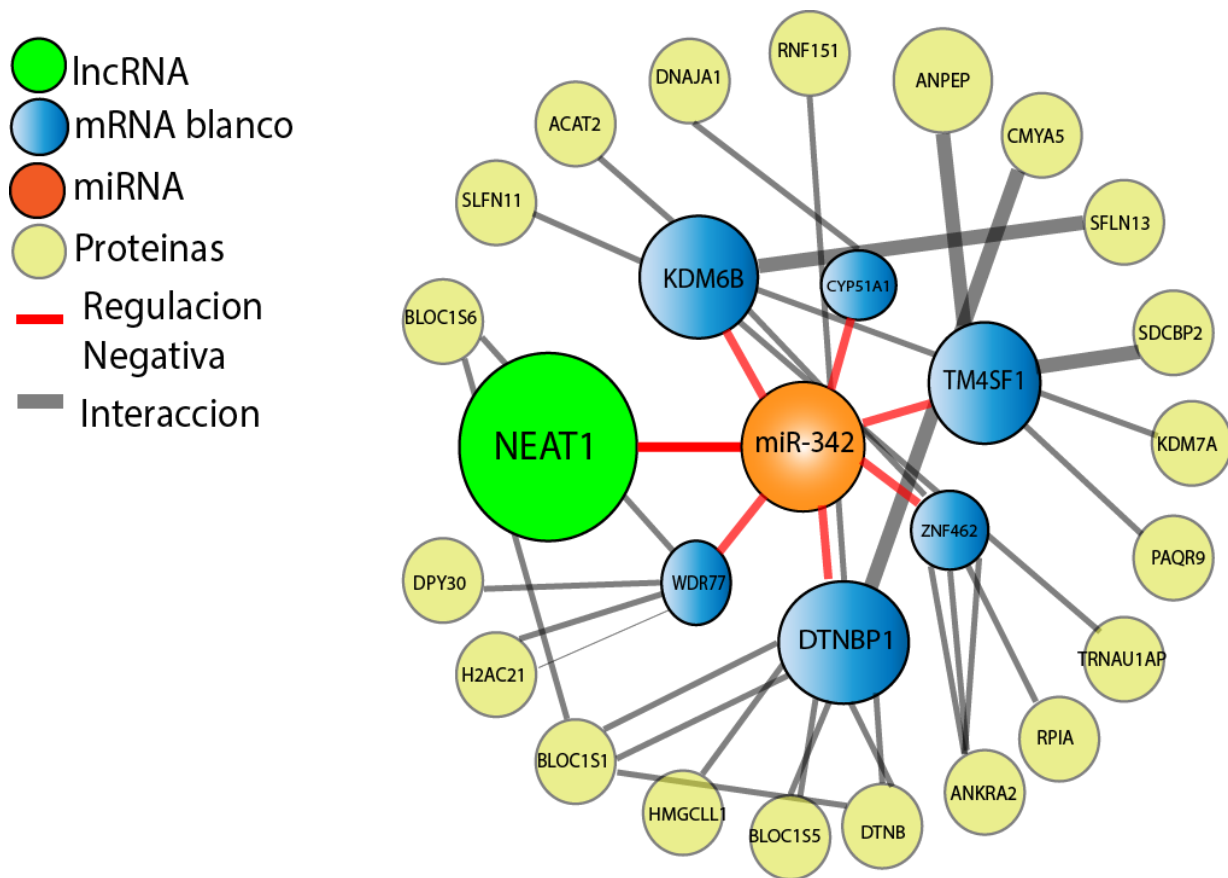 lncRNA
mRNA blanco
miRNA
Proteinas
Regulacion
Negativa
Interaccion
RNF151
DNAJA1
ANPEP
ACAT2
CMYA5
SLFN11
SFLN13
KDM6B
CYP51A1
BLOC1S6
SDCBP2
TM4SF1
NEAT1
miR-342
KDM7A
ZNF462
PAQR9
DPY30
WDR77
DTNBP1
TRNAU1AP
H2AC21
RPIA
BLOC1S1
ANKRA2
HMGCLL1
BLOC1S5
DTNB